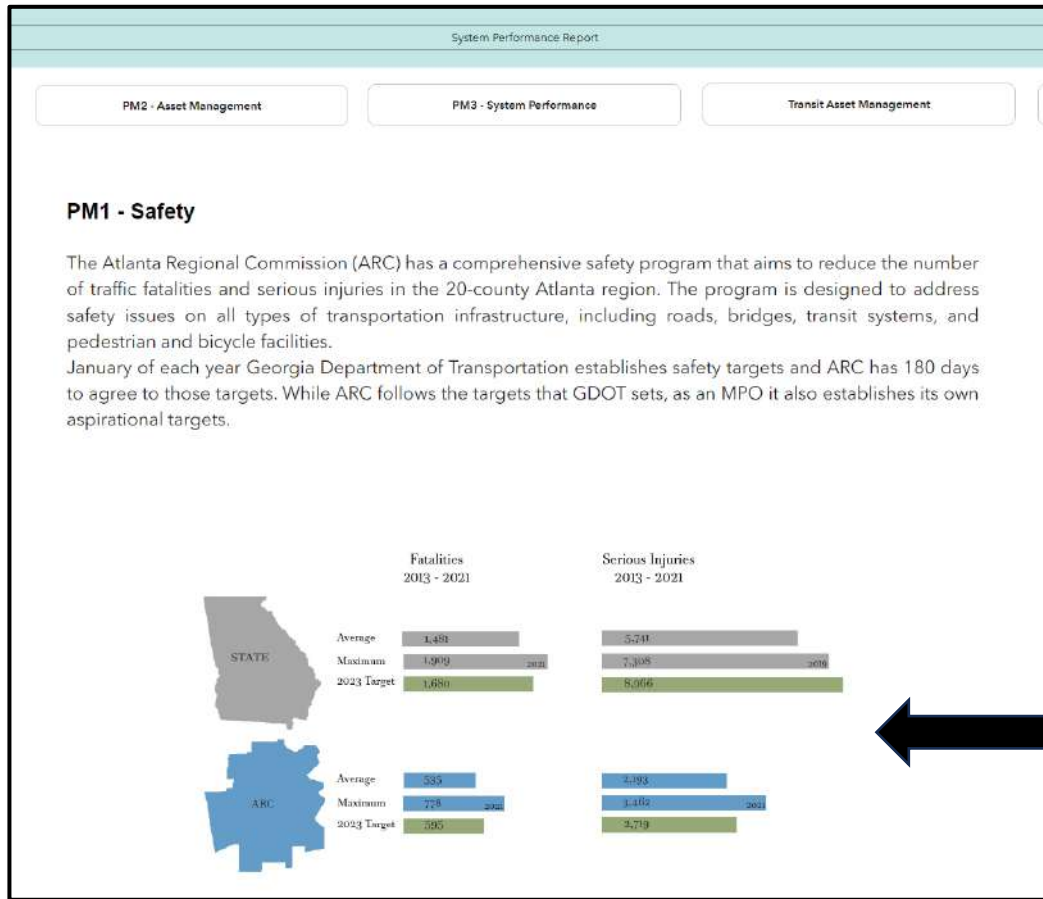 System Performance Report
PM2 - Asset Management
PM3 - System Performance
Transit Asset Management
PM1 - Safety
The Atlanta Regional Commission (ARC) has a comprehensive safety program that aims to reduce the number
of traffic fatalities and serious injuries in the 20-county Atlanta region. The program is designed to address
safety issues on all types of transportation infrastructure, including roads, bridges, transit systems, and
pedestrian and bicycle facilities.
January of each year Georgia Department of Transportation establishes safety targets and ARC has 180 days
to agree to those targets. While ARC follows the targets that GDOT sets, as an MPO it also establishes its own
aspirational targets.
Fatalities
2013 - 2021
Serious Injuries
2013 - 2021
STATE
Average 1,481 5,741
Maximum 1,909 2021 7,308 2019
2023 Target 1,680 8,966
ARC
Average 535 2,193
Maximum 778 2021 3,462 2021
2023 Target 595 2,719